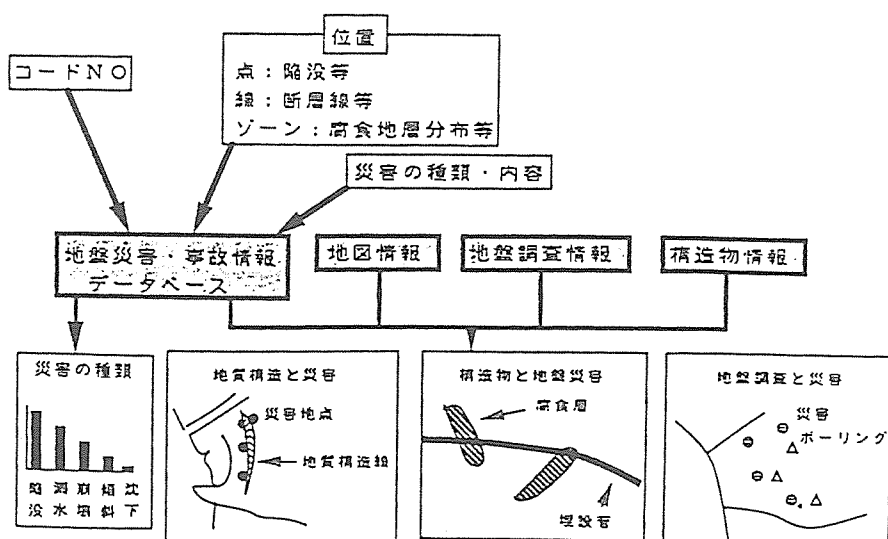 位置
コードNO
点：陥没等
線：断層線等
ゾーン：腐食地層分布等
災害の種類・内容
地盤災害・事故情報
データベース
地図情報
地盤調査情報
構造物情報
災害の種類
陥没
湧水
崩壊
傾斜
沈下
地質構造と災害
災害地点
地質構造線
構造物と地盤災害
腐食層
埋設管
地盤調査と災害
災害
ボーリング